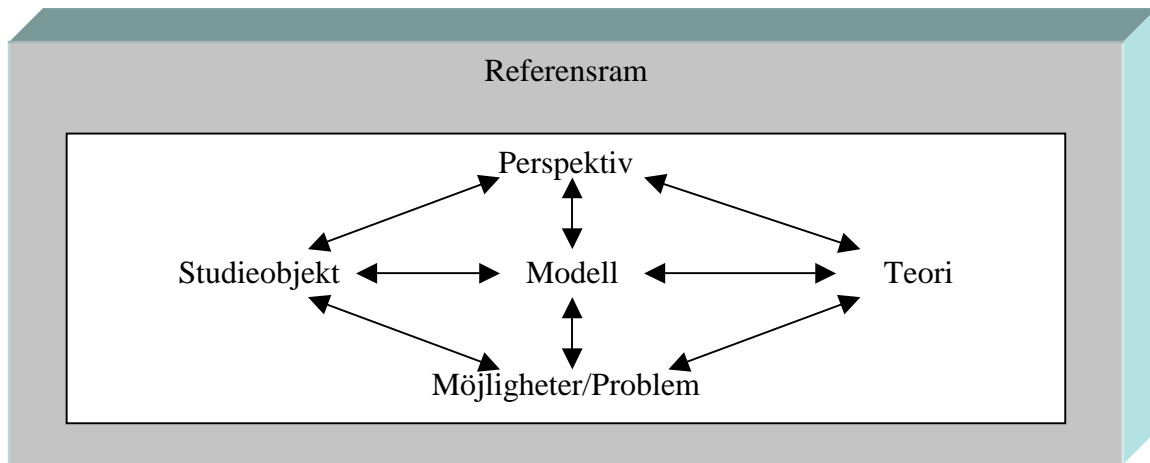 Referensram
Perspektiv
Studieobjekt Modell Teori
Möjligheter/Problem